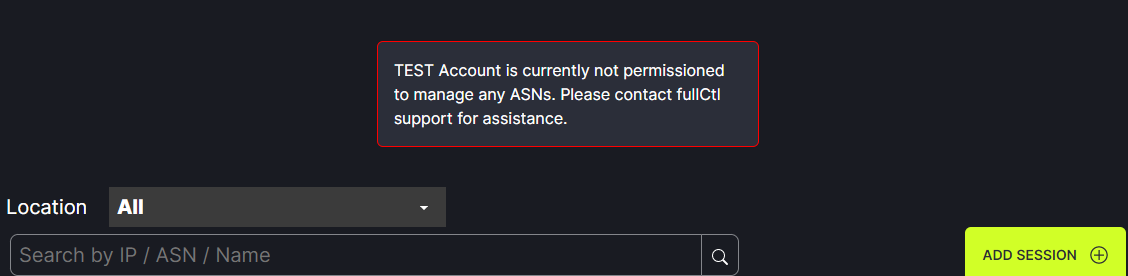 TEST Account is currently not permissioned
to manage any ASNs. Please contact fullCtl
support for assistance.
Location
All
Search by IP / ASN / Name
ADD SESSION